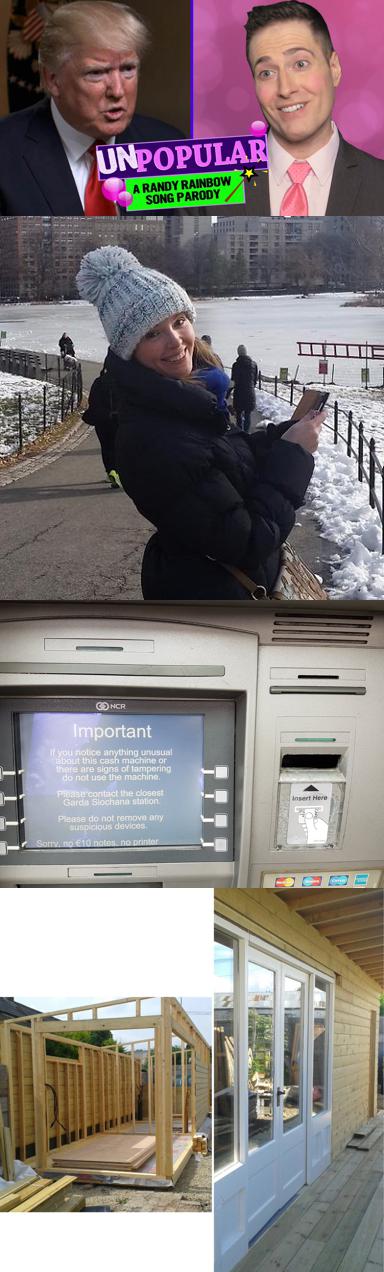 UNPOPULAR
A RANDY RAINBOW
SONG PARODY
NCR
Important
If you notice anything unusual
about this cash machine or
there are signs of tampering
do not use the machine.
Please contact the closest
Garda Siochana station.
Please do not remove any
suspicious devices.
Sorry, no €10 notes, no printer
Insert Here